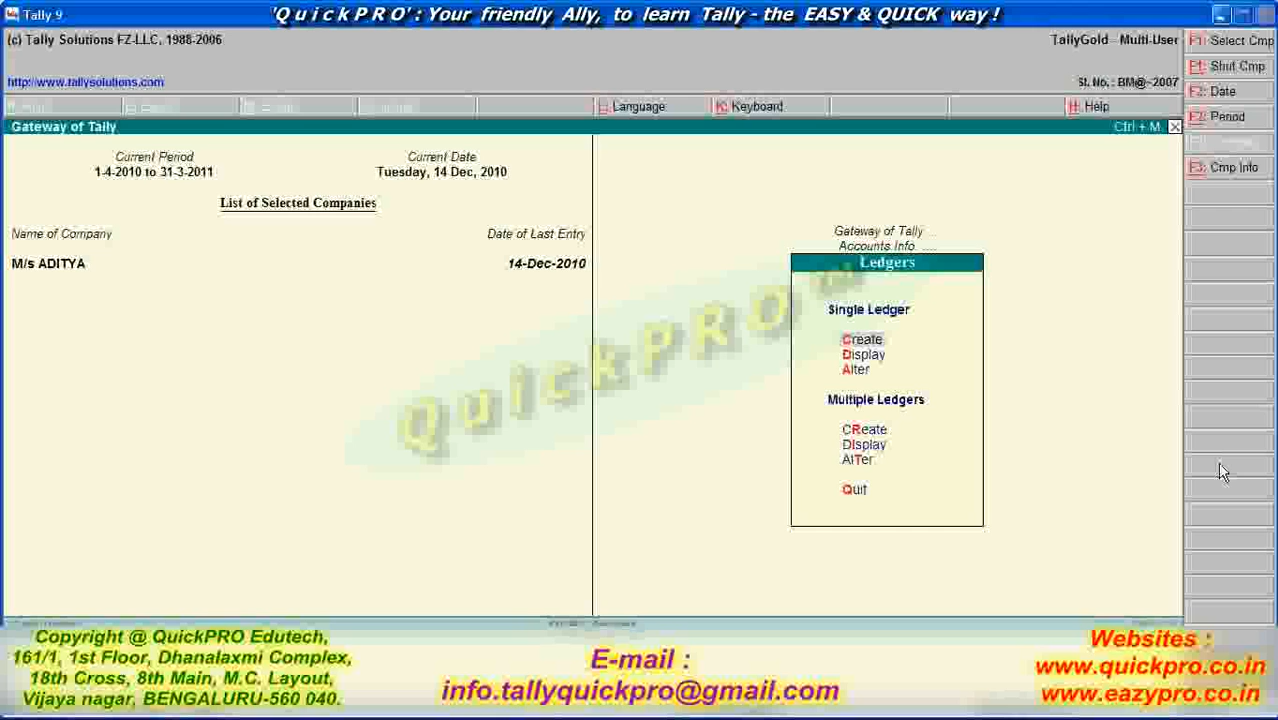 Tally 9
'Q u i c k P R O' : Your friendly Ally, to learn Tally - the EASY & QUICK way !
(c) Tally Solutions FZ-LLC, 1988-2006
TallyGold - Multi-User
F1: Select Cmp
http://www.tallysolutions.com
Sl. No. : BM@~2007
F1: Shut Cmp
F2: Date
Language
K: Keyboard
H: Help
F2: Period
Gateway of Tally
Ctrl + M
F3: Cmp Info
Current Period
Current Date
1-4-2010 to 31-3-2011
Tuesday, 14 Dec, 2010
List of Selected Companies
Name of Company
Date of Last Entry
M/s ADITYA
14-Dec-2010
Gateway of Tally ...
Accounts Info. ....
Ledgers
Single Ledger
Create
Display
Alter
Multiple Ledgers
CReate
DIsplay
AlTer
Quit
QuickPRO™
Copyright @ QuickPRO Edutech,
161/1, 1st Floor, Dhanalaxmi Complex,
18th Cross, 8th Main, M.C. Layout,
Vijaya nagar, BENGALURU-560 040.
E-mail :
info.tallyquickpro@gmail.com
Websites :
www.quickpro.co.in
www.eazypro.co.in